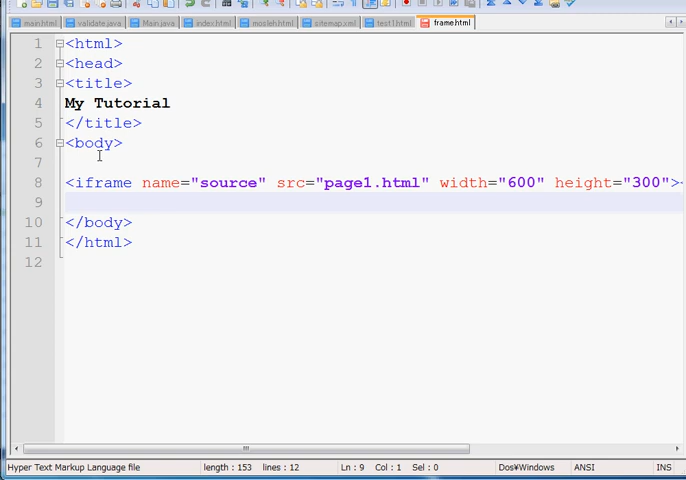 main.html validate.java Main.java index.html mosleh.html sitemap.xml test1.html frame.html
1 <html>
2 <head>
3 <title>
4 My Tutorial
5 </title>
6 <body>
7
8 <iframe name="source" src="page1.html" width="600" height="300"><
9
10 </body>
11 </html>
12
Hyper Text Markup Language file length : 153 lines : 12 Ln : 9 Col : 1 Sel : 0 Dos¥Windows ANSI INS